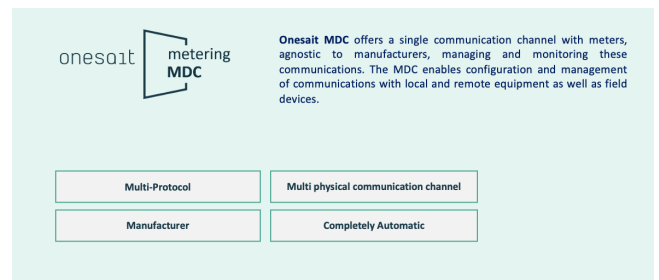 onesait metering
MDC
Onesait MDC offers a single communication channel with meters,
agnostic to manufacturers, managing and monitoring these
communications. The MDC enables configuration and management
of communications with local and remote equipment as well as field
devices.
Multi-Protocol
Multi physical communication channel
Manufacturer
Completely Automatic